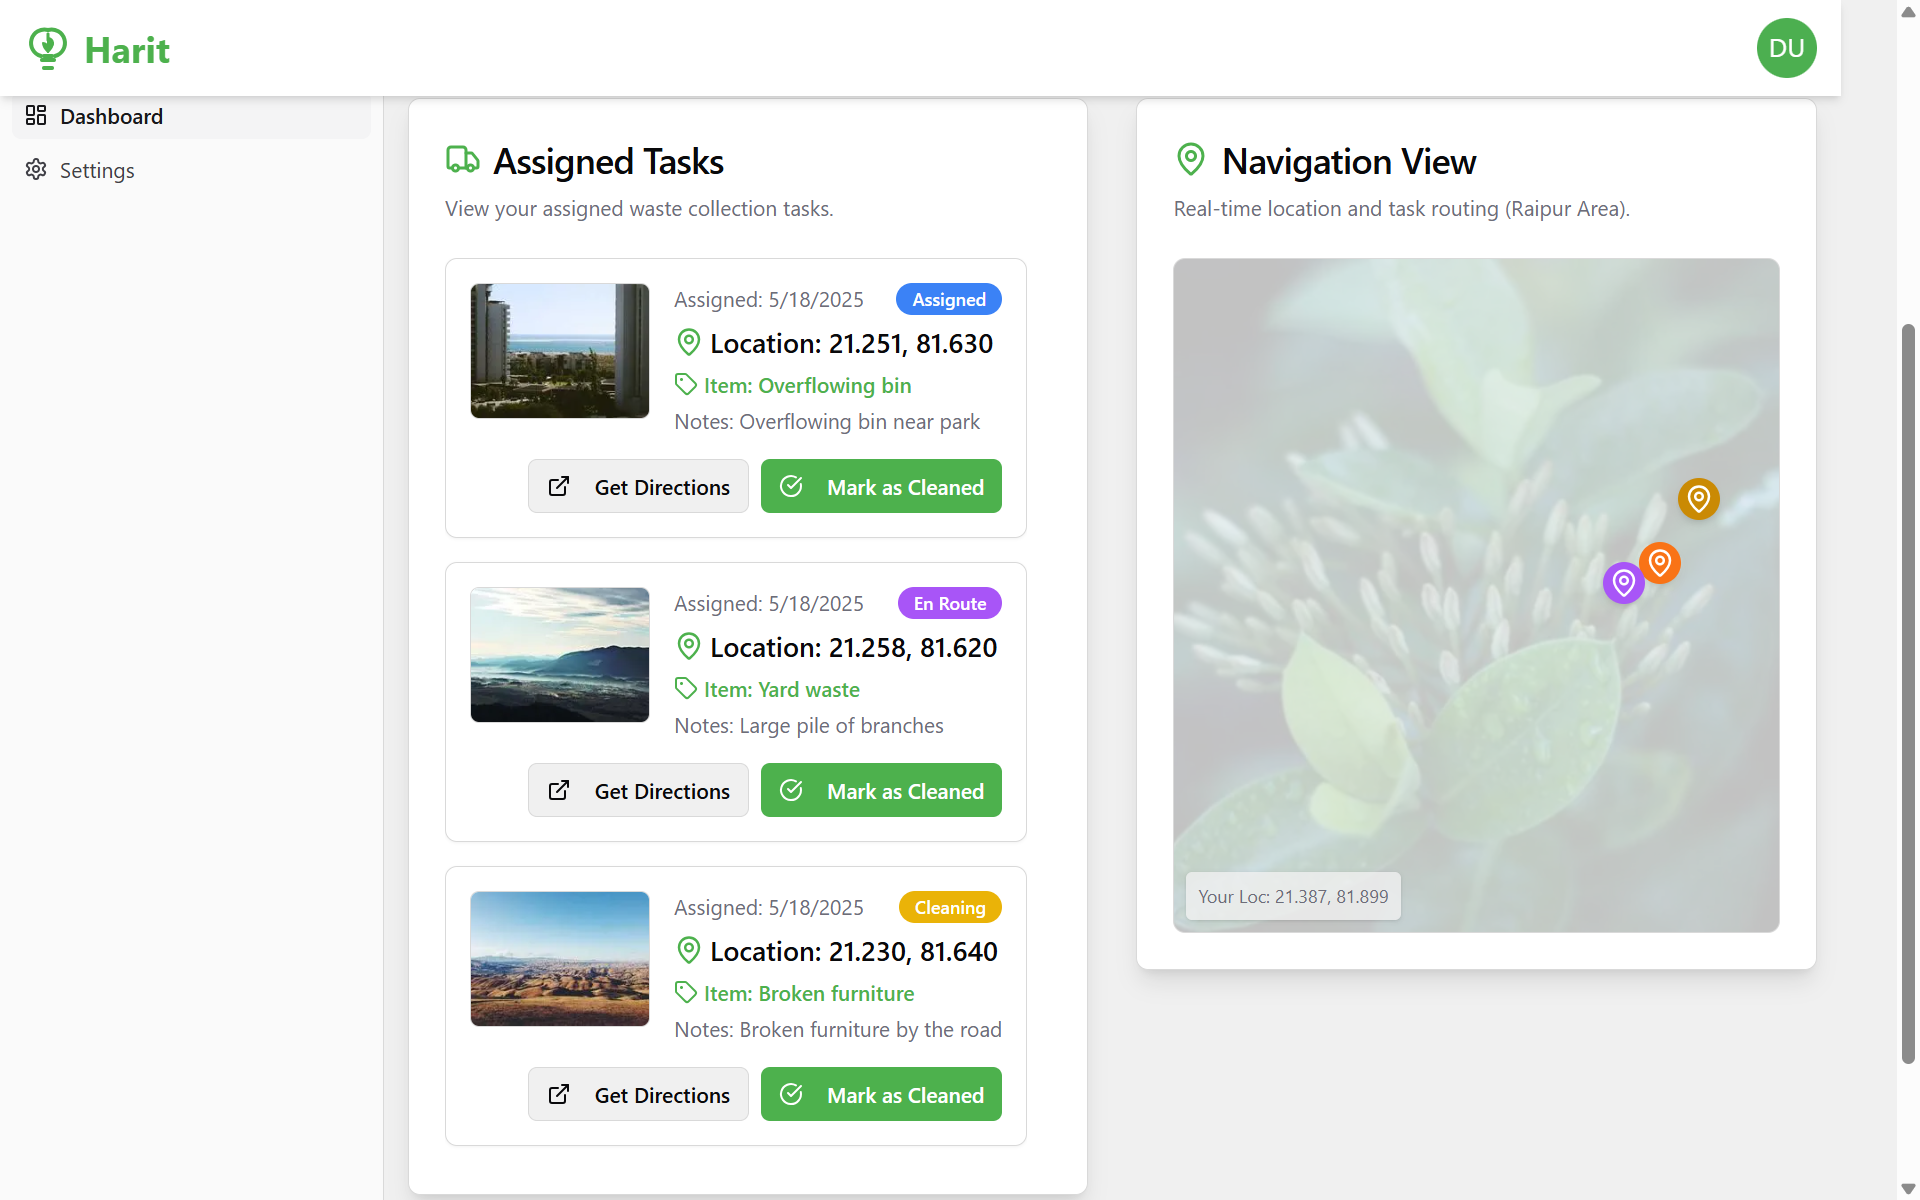 Harit
DU
Dashboard
Settings
Assigned Tasks
View your assigned waste collection tasks.
Assigned: 5/18/2025
Assigned
Location: 21.251, 81.630
Item: Overflowing bin
Notes: Overflowing bin near park
Get Directions
Mark as Cleaned
Assigned: 5/18/2025
En Route
Location: 21.258, 81.620
Item: Yard waste
Notes: Large pile of branches
Get Directions
Mark as Cleaned
Assigned: 5/18/2025
Cleaning
Location: 21.230, 81.640
Item: Broken furniture
Notes: Broken furniture by the road
Get Directions
Mark as Cleaned
Navigation View
Real-time location and task routing (Raipur Area).
Your Loc: 21.387, 81.899